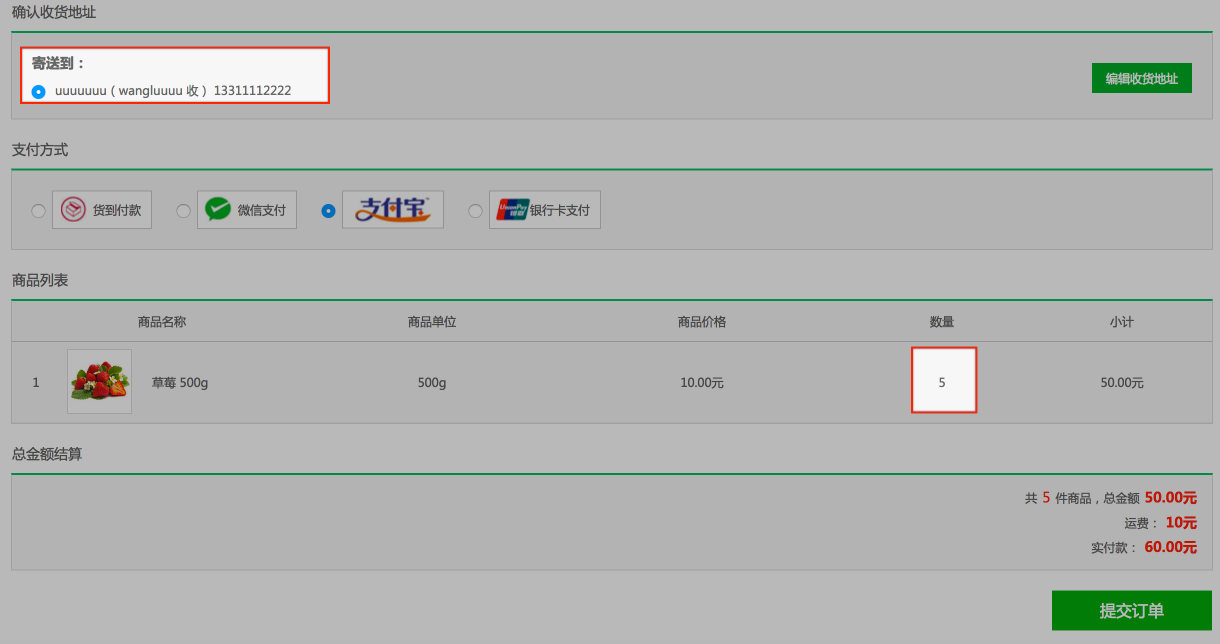 确认收货地址
寄送到：
uuuuuuu ( wangluuuu 收 ) 13311112222
编辑收货地址
支付方式
货到付款 微信支付 支付宝 UnionPay 银联 银行卡支付
商品列表
商品名称 商品单位 商品价格 数量 小计
1 草莓 500g 500g 10.00元 5 50.00元
总金额结算
共 5 件商品，总金额 50.00元
运费： 10元
实付款： 60.00元
提交订单